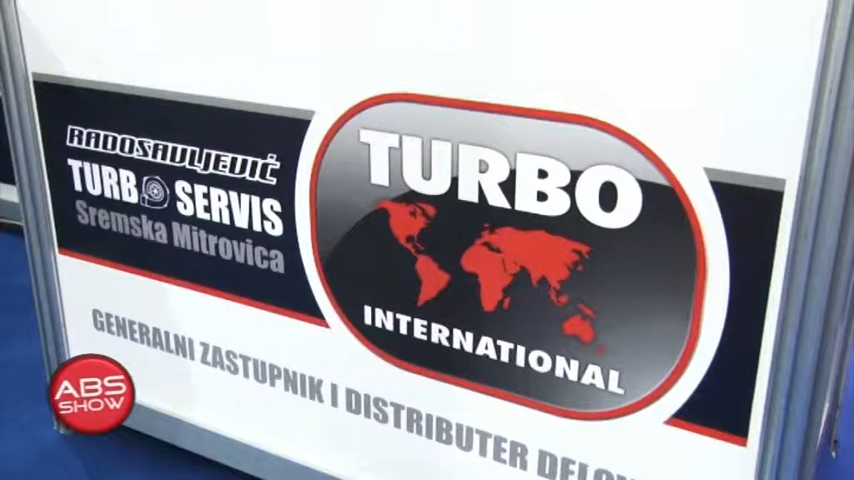 RADOSAVLJEVIĆ
TURBO SERVIS
Sremska Mitrovica
TURBO
INTERNATIONAL
GENERALNI ZASTUPNIK I DISTRIBUTER
ABS
SHOW